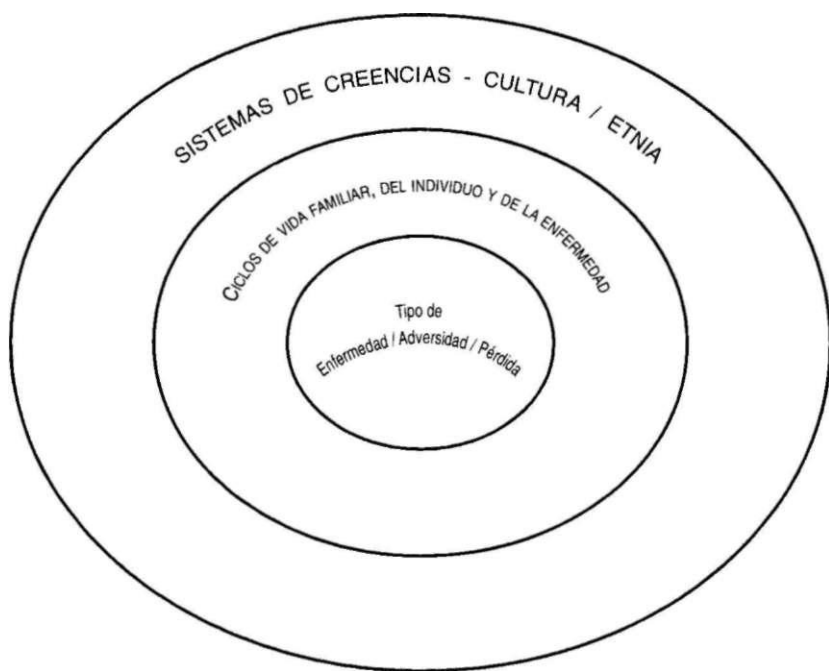 SISTEMAS DE CREENCIAS - CULTURA / ETNIA
CICLOS DE VIDA FAMILIAR, DEL INDIVIDUO Y DE LA ENFERMEDAD
Tipo de
Enfermedad / Adversidad / Pérdida